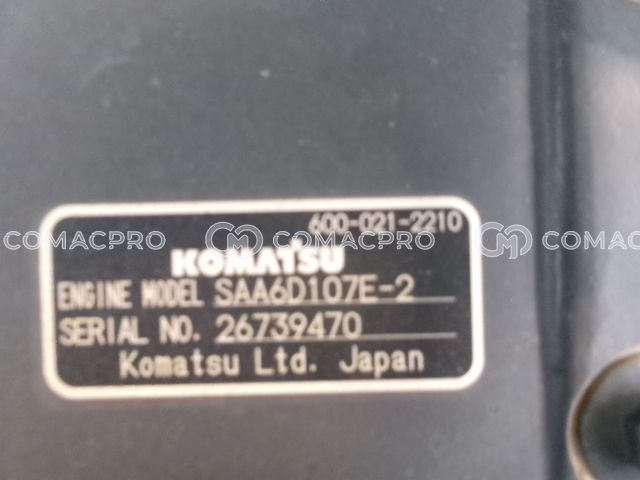 600-021-2210
COMACPRO COMACPRO COMACPRO
KOMATSU
ENGINE MODEL SAA6D107E-2
SERIAL NO. 26739470
Komatsu Ltd. Japan